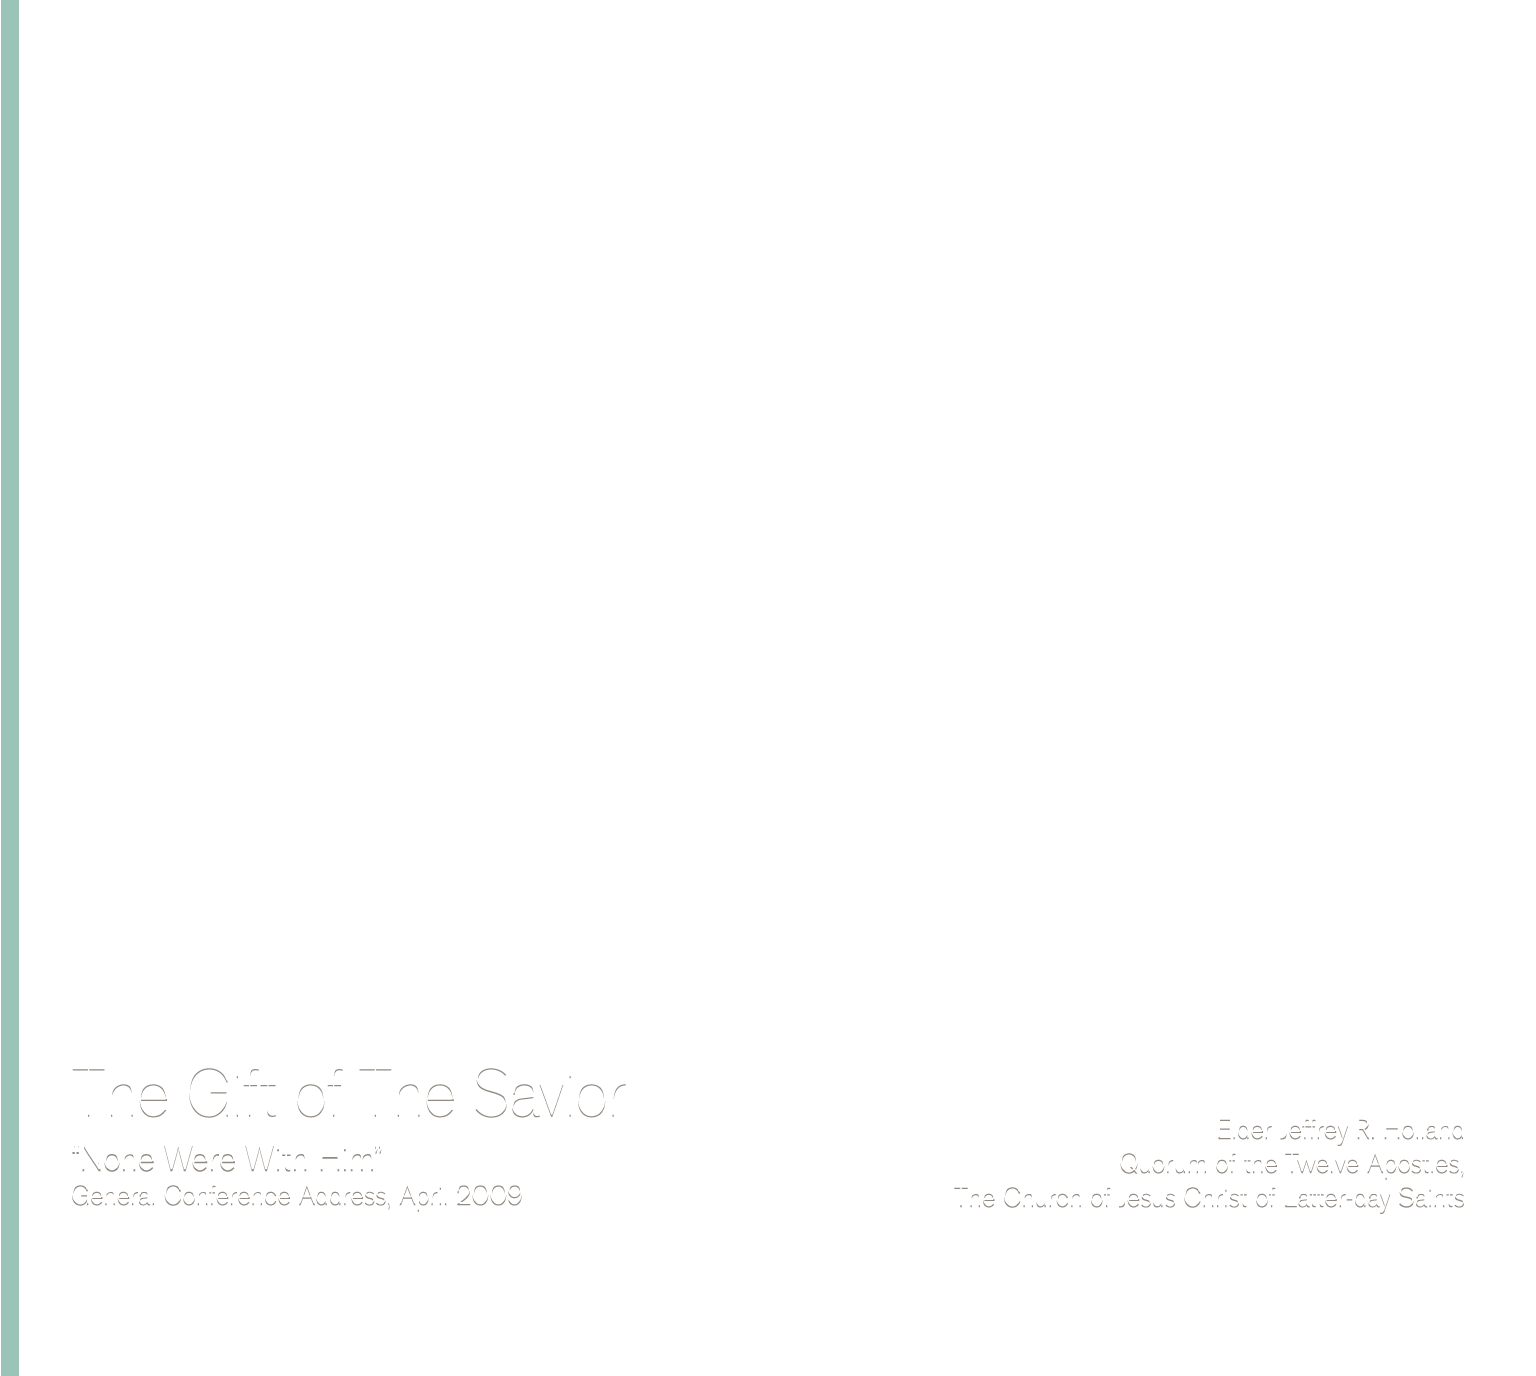 The Gift of The Savior
“None Were With Him”
General Conference Address, April 2009
Elder Jeffrey R. Holland
Quorum of the Twelve Apostles,
The Church of Jesus Christ of Latter-day Saints